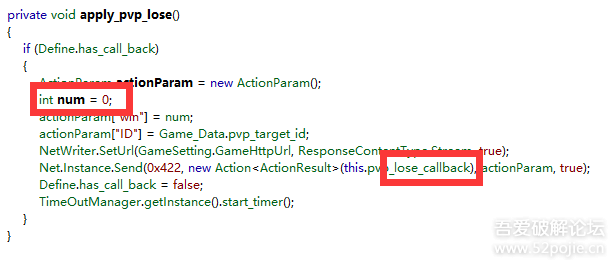 private void apply_pvp_lose()
{
if (Define.has_call_back)
{
ActionParam actionParam = new ActionParam();
int num = 0;
actionParam["win"] = num;
actionParam["ID"] = Game_Data.pvp_target_id;
NetWriter.SetUrl(GameSetting.GameHttpUrl, ResponseContentType.Stream, true);
Net.Instance.Send(0x422, new Action<ActionResult>(this.pvp_lose_callback), actionParam, true);
Define.has_call_back = false;
TimeOutManager.getInstance().start_timer();
}
}
吾爱破解论坛
www.52pojie.cn